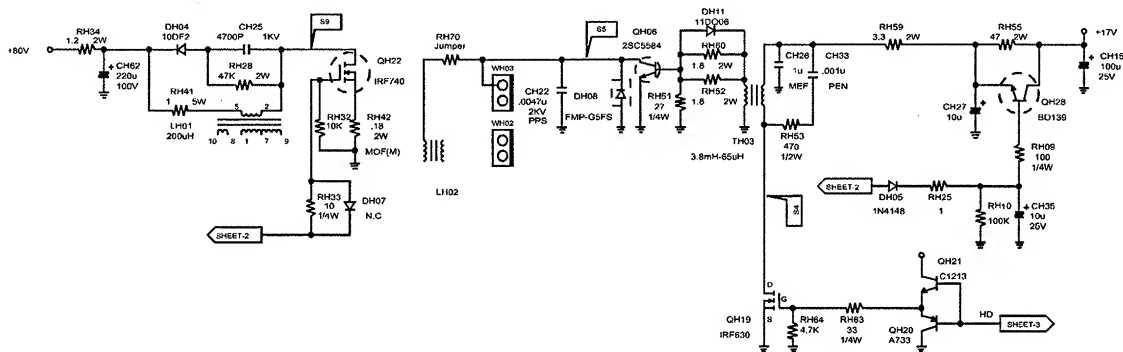 +80V
RH34
1.2 2W
CH62
220u
100V
DH04
10DF2
CH25
4700P 1KV
RH28
47K 2W
RH41
1 5W
5 2
LH01
200uH
10 8 1 7 9
S9
QH22
IRF740
RH32
10K
RH42
.18
2W
MOF(M)
RH33
10
1/4W
DH07
N.C
SHEET-2
RH70
Jumper
LH02
WH03
WH02
CH22
.0047u
2KV
PPS
DH08
FMP-G5FS
S5
QH06
2SC5584
DH11
11DQ06
RH60
1.8 2W
RH52
1.8 2W
RH51
27
1/4W
TH03
3.8mH-65uH
CH26
1u
MEF
CH33
.001u
PEN
RH53
470
1/2W
S4
RH59
3.3 2W
RH55
47 2W
+17V
CH15
100u
25V
CH27
10u
QH28
BD139
RH09
100
1/4W
SHEET-2
DH05
1N4148
RH25
1
RH10
100K
CH35
10u
25V
QH21
C1213
D
G
S
QH19
IRF630
RH64
4.7K
RH63
33
1/4W
QH20
A733
HD
SHEET-3